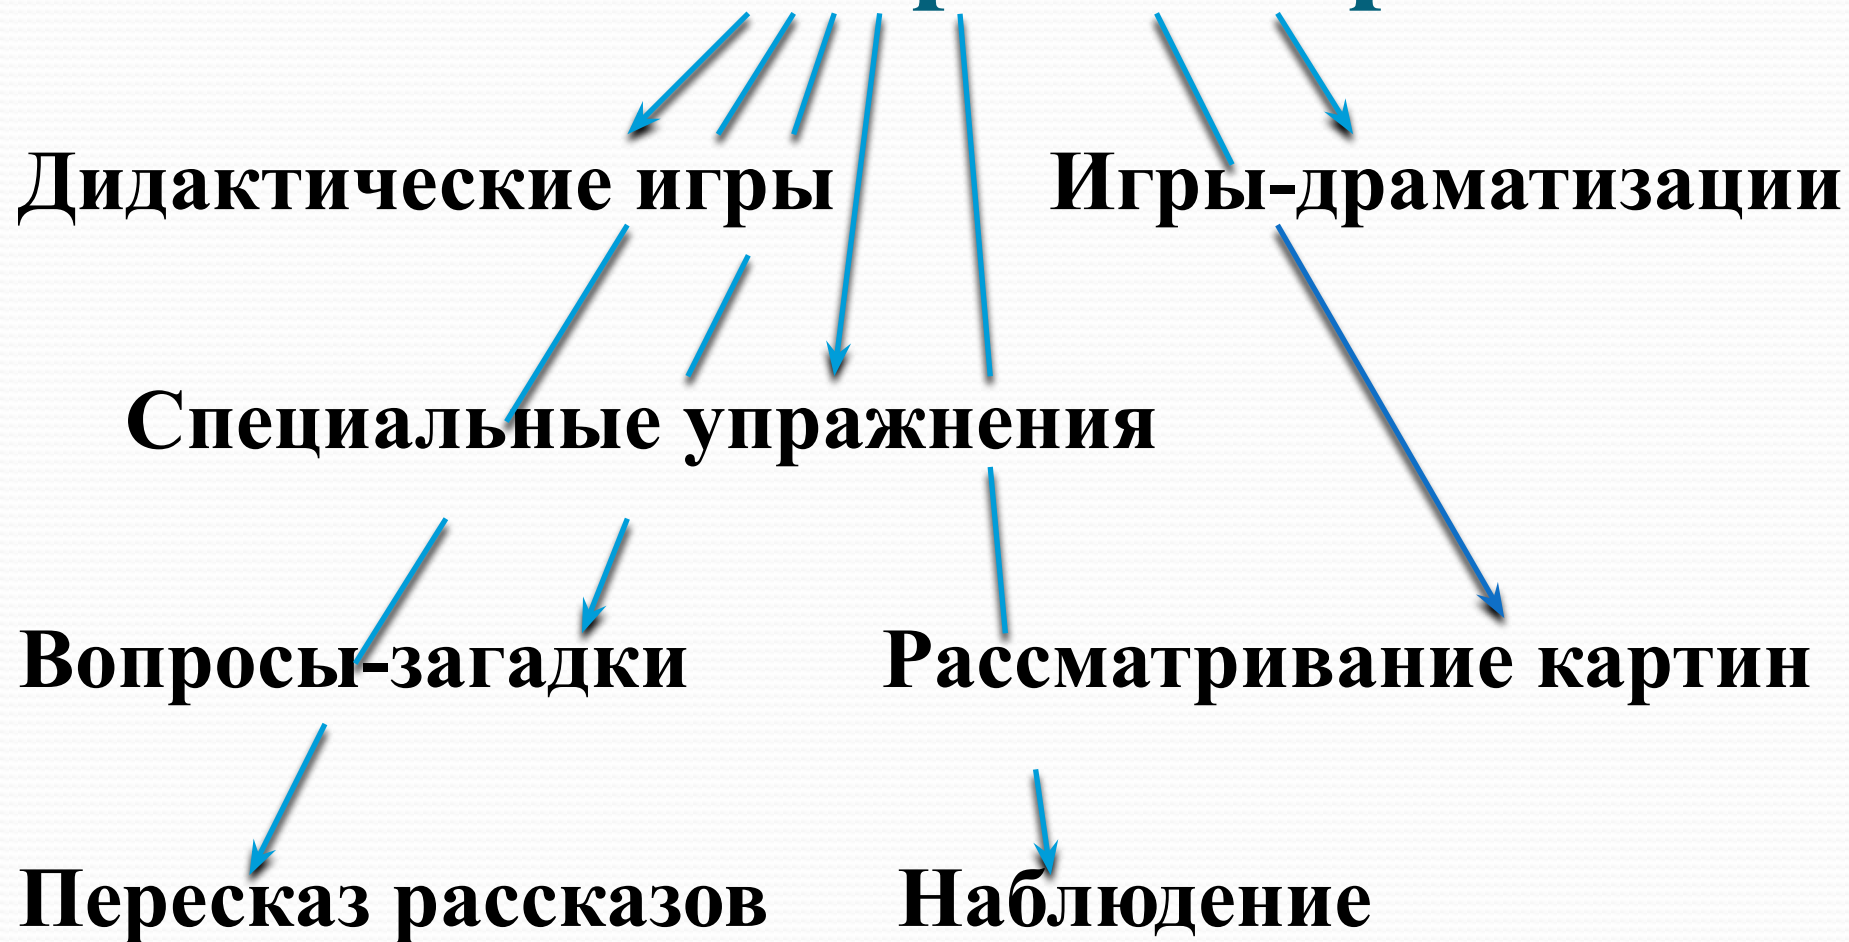 Дидактические игры Игры-драматизации
Специальные упражнения
Вопросы-загадки Рассматривание картин
Пересказ рассказов Наблюдение